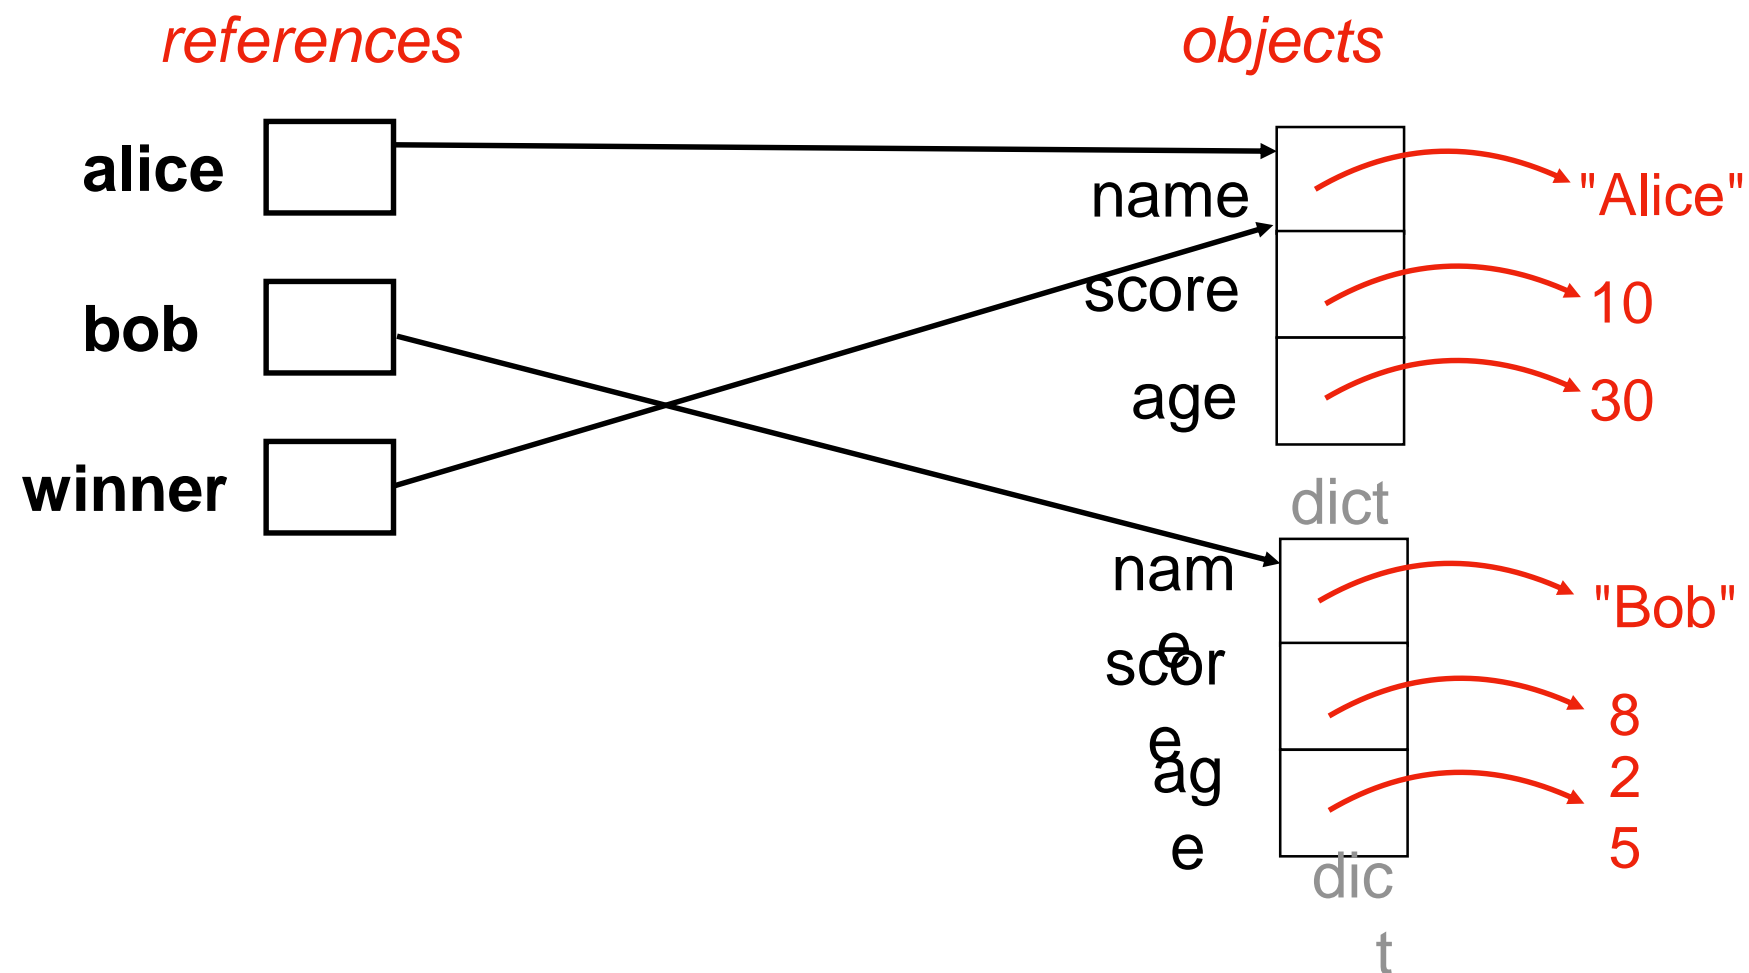 references
objects
alice
name
"Alice"
score
10
bob
age
30
winner
dict
nam
e
"Bob"
scor
e
8
ag
e
2
5
dic
t